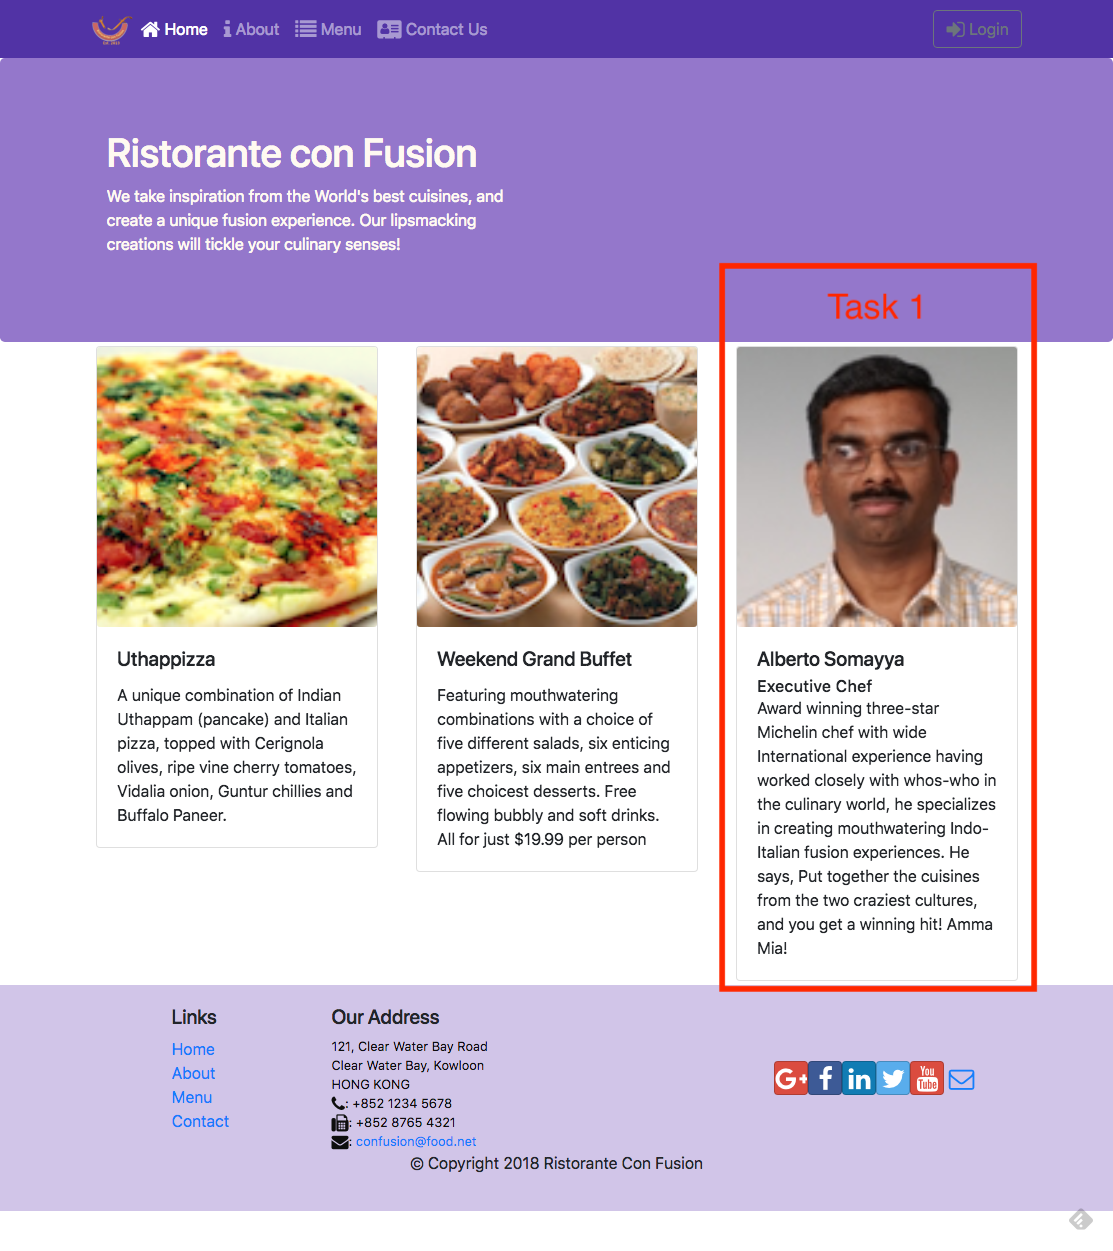 Home About Menu Contact Us Login
Ristorante con Fusion
We take inspiration from the World's best cuisines, and
create a unique fusion experience. Our lipsmacking
creations will tickle your culinary senses!
Task 1
Uthappizza
A unique combination of Indian
Uthappam (pancake) and Italian
pizza, topped with Cerignola
olives, ripe vine cherry tomatoes,
Vidalia onion, Guntur chillies and
Buffalo Paneer.
Weekend Grand Buffet
Featuring mouthwatering
combinations with a choice of
five different salads, six enticing
appetizers, six main entrees and
five choicest desserts. Free
flowing bubbly and soft drinks.
All for just $19.99 per person
Alberto Somayya
Executive Chef
Award winning three-star
Michelin chef with wide
International experience having
worked closely with whos-who in
the culinary world, he specializes
in creating mouthwatering Indo-
Italian fusion experiences. He
says, Put together the cuisines
from the two craziest cultures,
and you get a winning hit! Amma
Mia!
Links
Home
About
Menu
Contact
Our Address
121, Clear Water Bay Road
Clear Water Bay, Kowloon
HONG KONG
: +852 1234 5678
: +852 8765 4321
: confusion@food.net
G+ f in You
Tube
© Copyright 2018 Ristorante Con Fusion